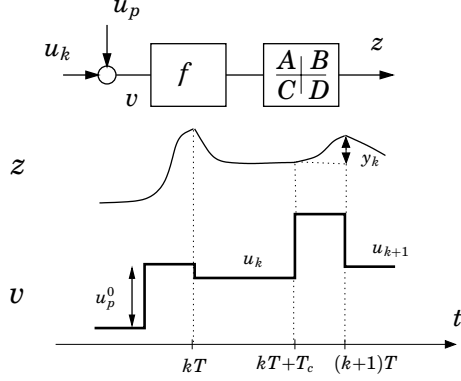 u_p
u_k
v
f
A B
C D
z
z
y_k
v
u_p^0
u_k
u_{k+1}
t
kT
kT+T_c
(k+1)T